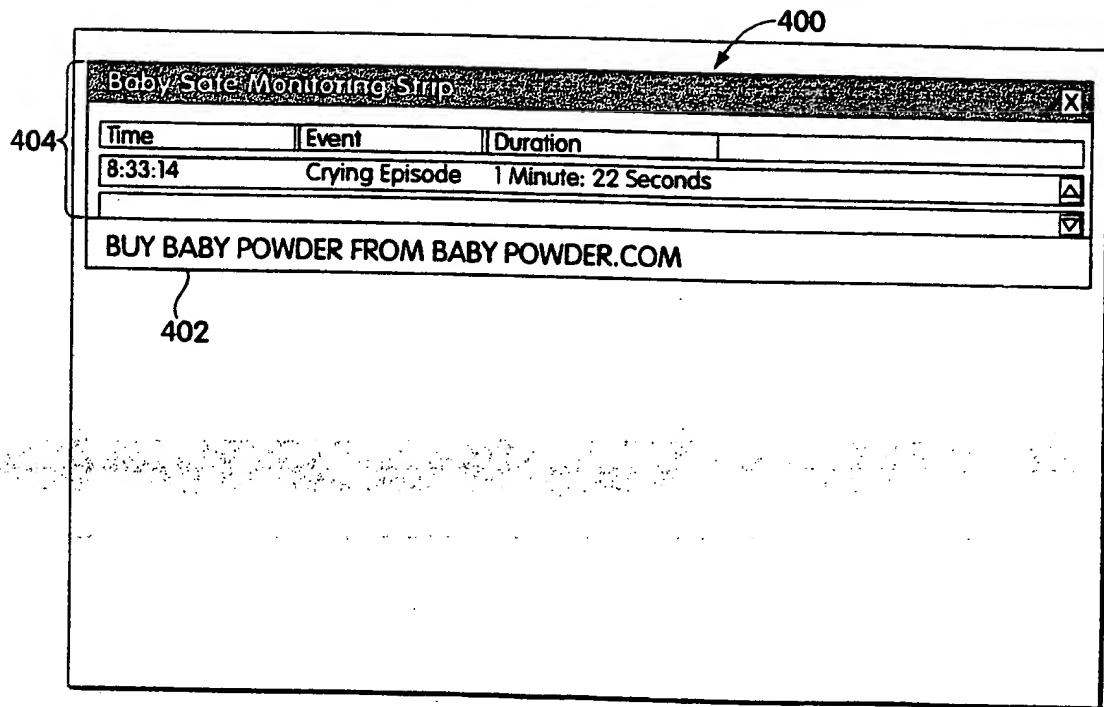 400
Baby Safe Monitoring Strip
X
404
Time Event Duration
8:33:14 Crying Episode 1 Minute: 22 Seconds
BUY BABY POWDER FROM BABY POWDER.COM
402